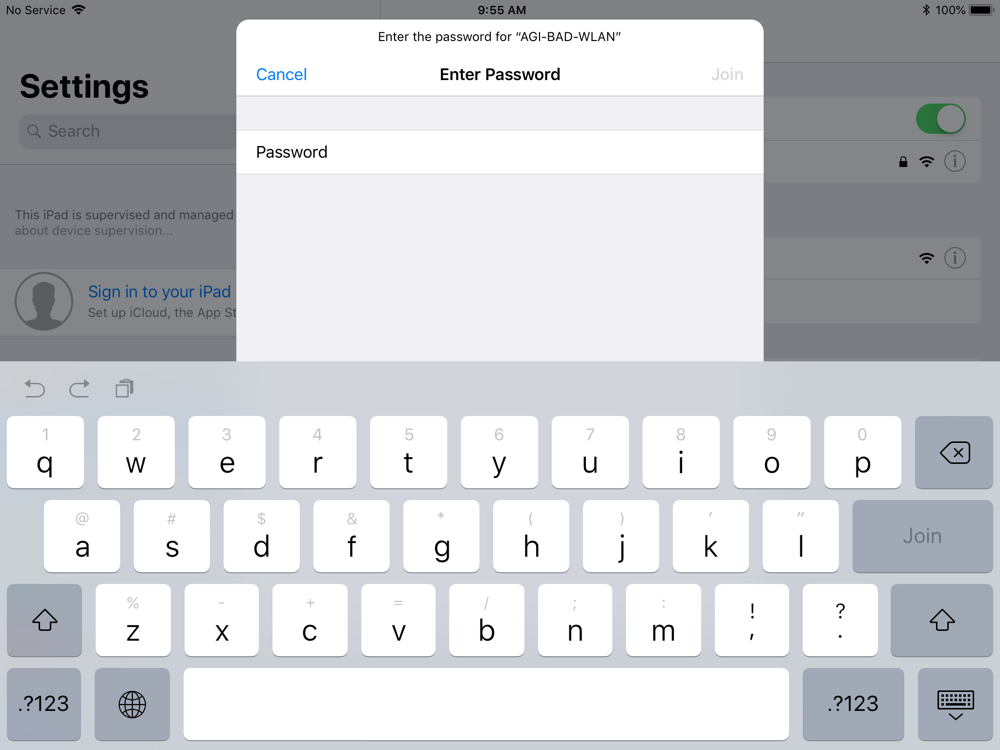 No Service
9:55 AM
100%
Enter the password for “AGI-BAD-WLAN”
Cancel
Enter Password
Join
Settings
Search
Password
This iPad is supervised and managed
about device supervision...
Sign in to your iPad
Set up iCloud, the App St
1 2 3 4 5 6 7 8 9 0
q w e r t y u i o p
@ # $ & * ( ) ' "
a s d f g h j k l Join
% - + = / ; : ! ?
z x c v b n m , .
.?123 .?123